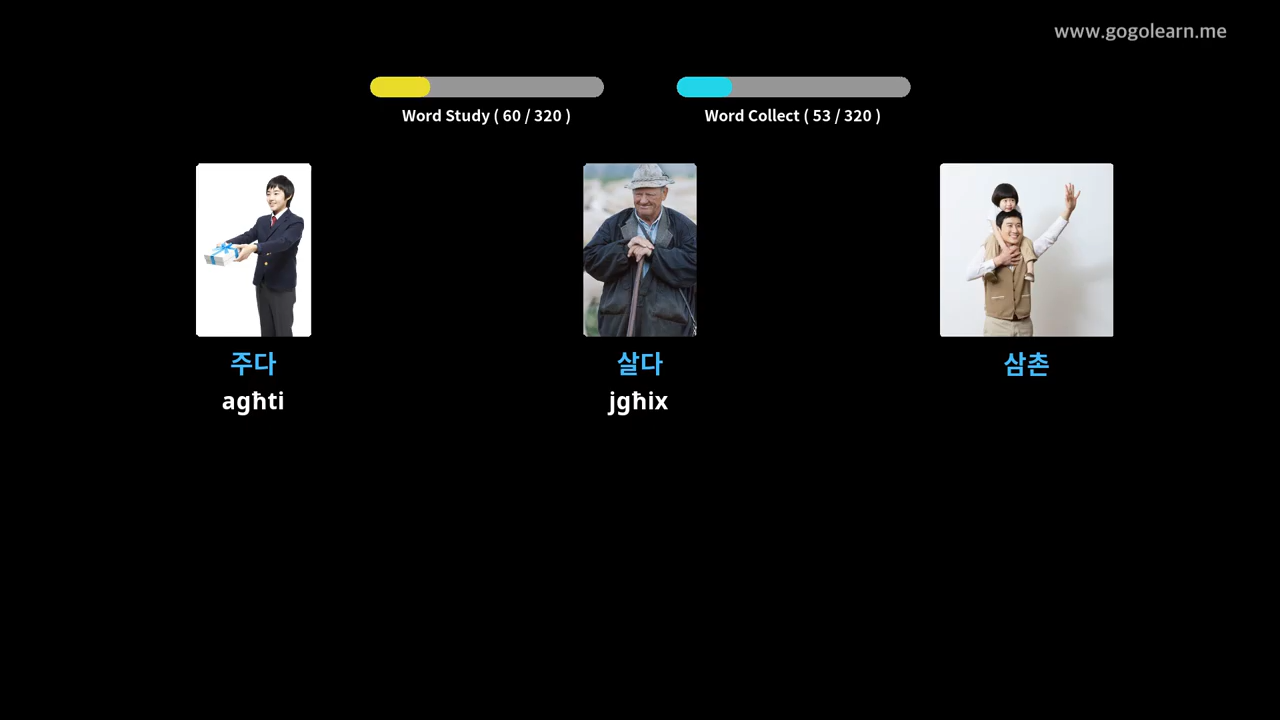 www.gogolearn.me
Word Study ( 60 / 320 )
Word Collect ( 53 / 320 )
주다
살다
삼촌
agħti
jgħix